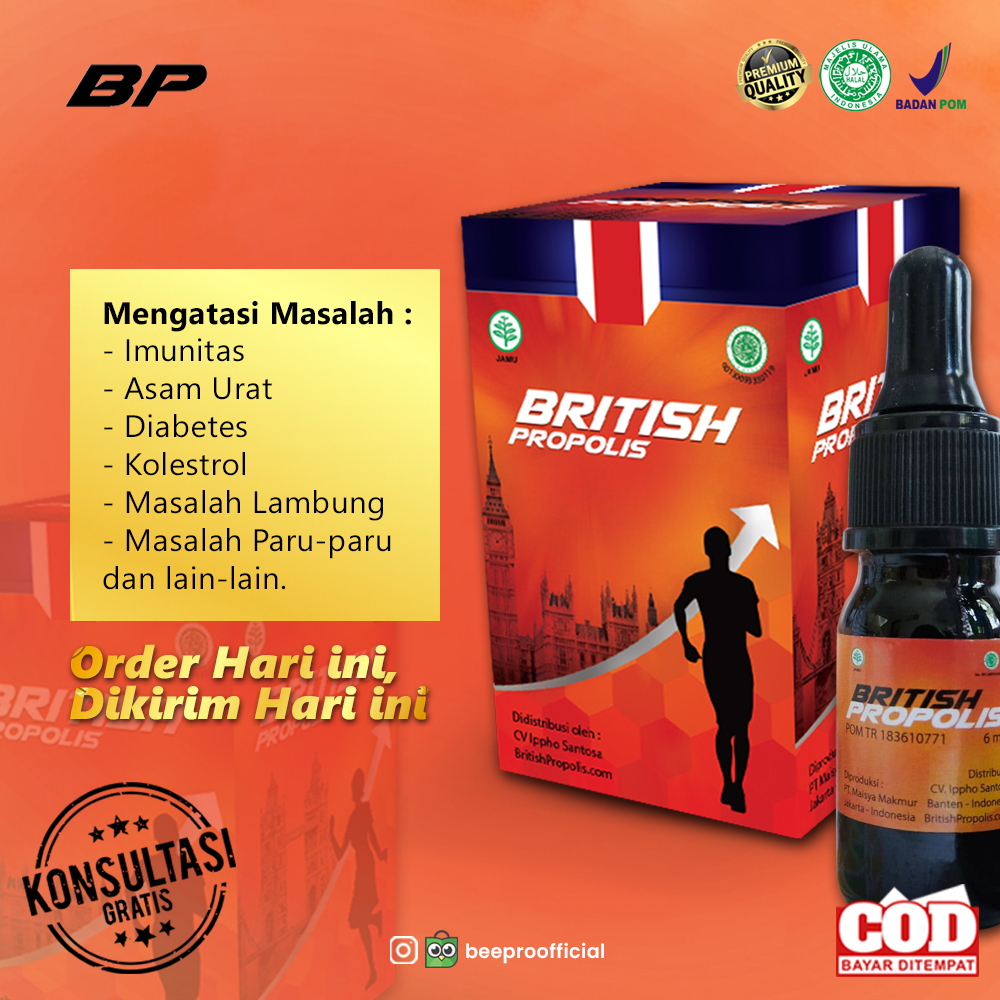 BP
PREMIUM
QUALITY
MAJELIS ULAMA
HALAL
INDONESIA
BADAN POM
Mengatasi Masalah :
- Imunitas
- Asam Urat
- Diabetes
- Kolestrol
- Masalah Lambung
- Masalah Paru-paru
dan lain-lain.
Order Hari ini,
Dikirim Hari ini
KONSULTASI
GRATIS
JAMU
BRITISH
PROPOLIS
Didistribusi oleh :
CV Ippho Santosa
BritishPropolis.com
BRITISH
PROPOLIS
POM TR 183610771
Diproduksi :
PT. Maisya Makmur
Jakarta - Indonesia
CV. Ippho
Banten -
COD
BAYAR DITEMPAT
beeproofficial